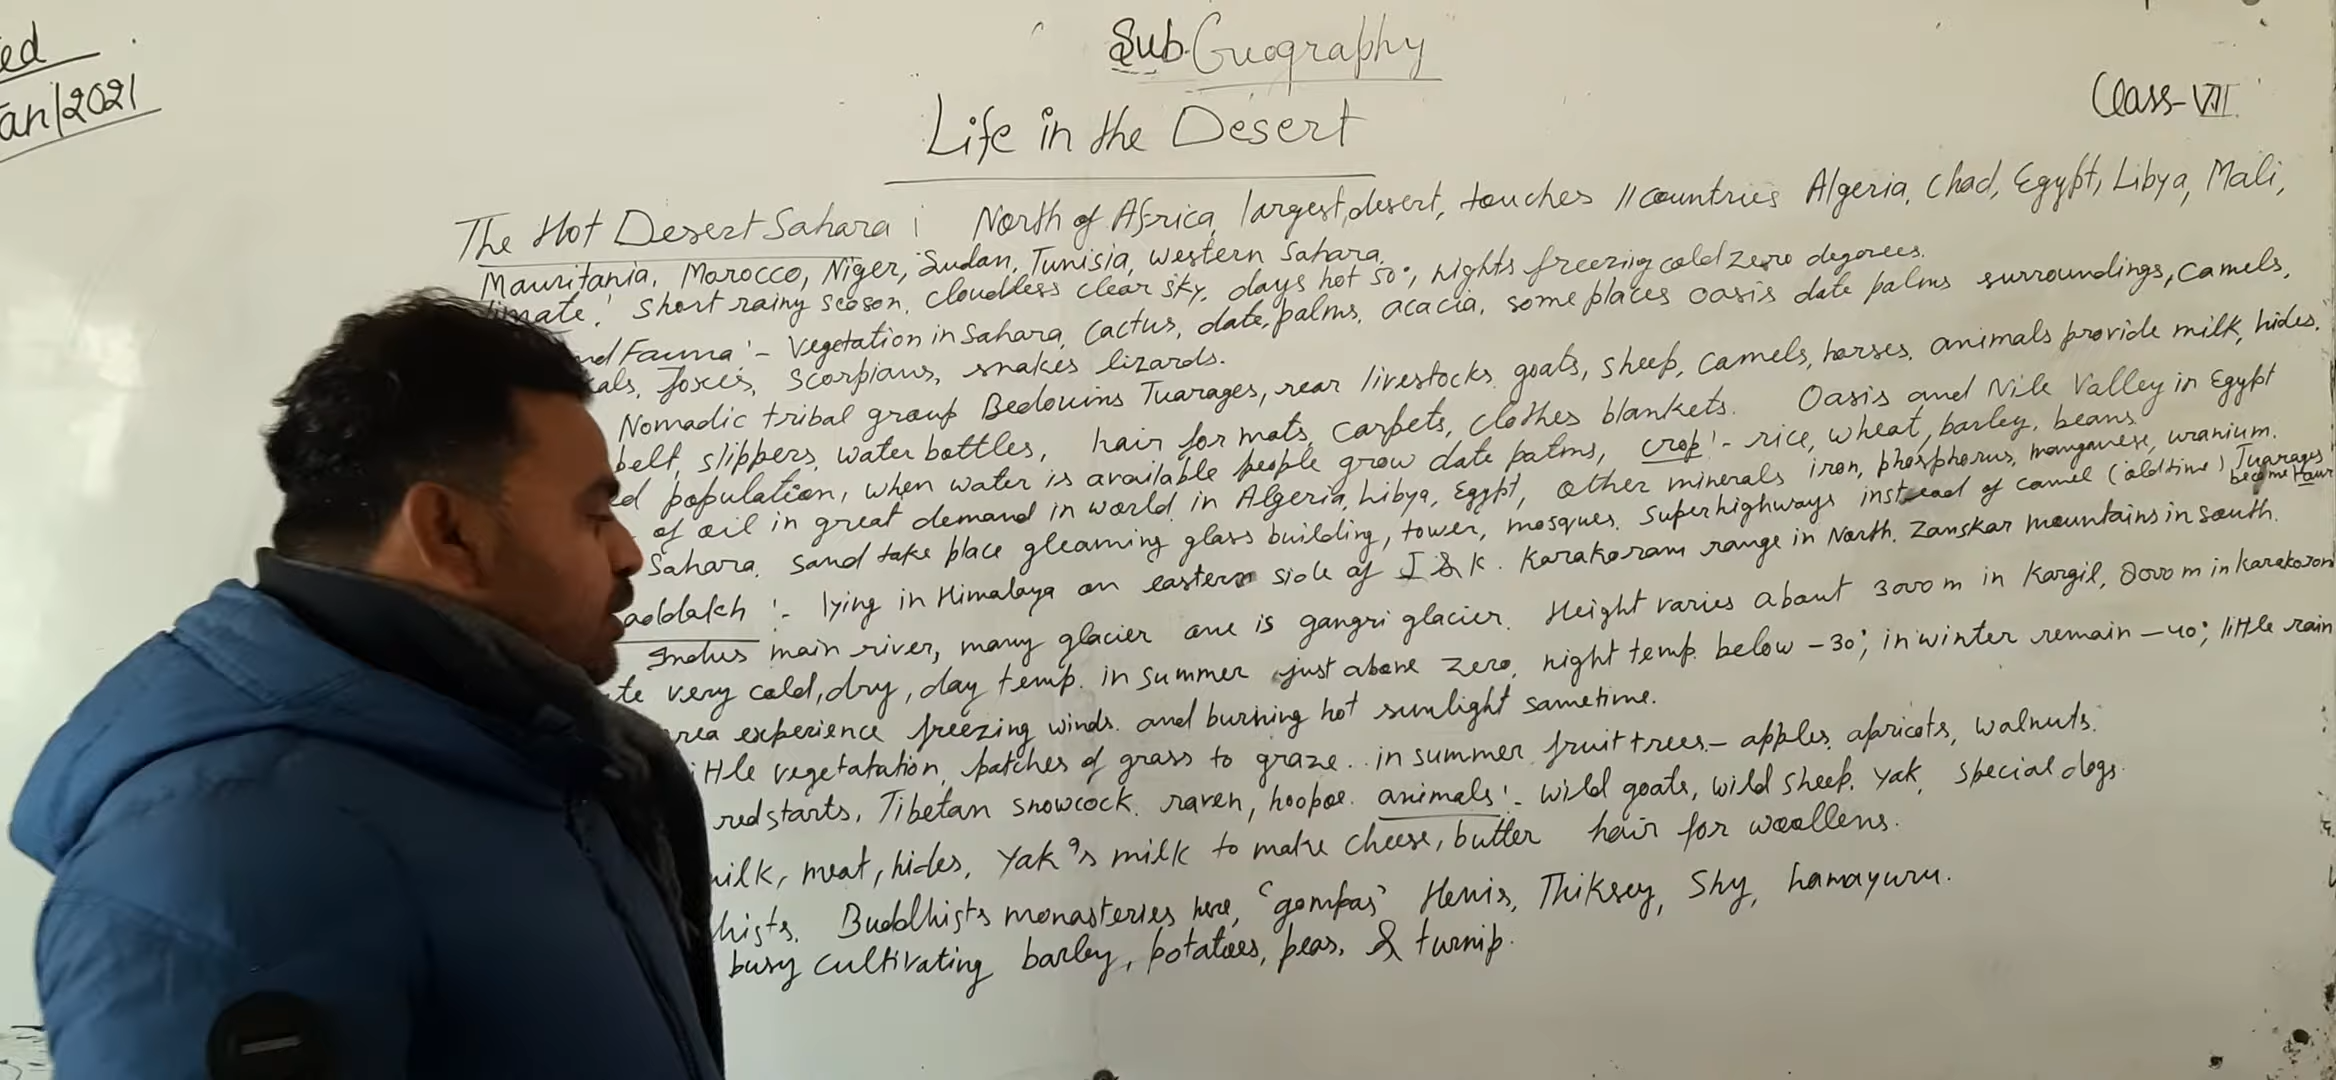 ed
Jan/2021
Sub. Geography
Class-VII
Life in the Desert
The Hot Desert Sahara : North of Africa, largest desert, touches 11 countries Algeria, Chad, Egypt, Libya, Mali,
Mauritania, Morocco, Niger, Sudan, Tunisia, western Sahara.
limate : Short rainy season, cloudless clear sky, days hot 50°, nights freezing cold zero degrees.
nd Fauna :- Vegetation in Sahara, cactus, date, palms, acacia, some places oasis date palms surroundings, camels,
als, foxes, scorpians, snakes lizards.
Nomadic tribal group Bedouins Tuarages, rear livestocks goats, sheep, camels, horses, animals provide milk, hides,
belt, slippers, water bottles, hair for mats, carpets, clothes blankets. Oasis and Nile Valley in Egypt
d population, when water is available people grow date palms, crop :- rice, wheat, barley, beans
of oil in great demand in world in Algeria, Libya, Egypt, other minerals iron, phosphorus, manganese, uranium.
Sahara. sand take place gleaming glass building, tower, mosques. Superhighways instead of camel (old time) Tuarages become tour
addakh :- lying in Himalaya on eastern side of J & K. Karakoram range in North. Zanskar mountains in South.
Indus main river, many glacier one is gangri glacier. Height varies about 3000 m in Kargil, 8000 m in Karakoram
te very cold, dry, day temp. in summer just above zero, night temp. below -30°, in winter remain -40°, little rain
rea experience freezing winds. and burning hot sunlight sametime.
ittle vegetatation, patches of grass to graze.. in summer fruit trees - apples, apricots, walnuts.
redstarts, Tibetan snowcock. raven, hoopoe. animals :- wild goats, wild sheep, yak, special dogs.
milk, meat, hides, Yak's milk to make cheese, butter hair for woollens.
hists. Buddhists monasteries here, 'gompas' Hemis, Thiksey, Shy, Lamayuru.
busy cultivating barley, potatoes, peas, & turnip.